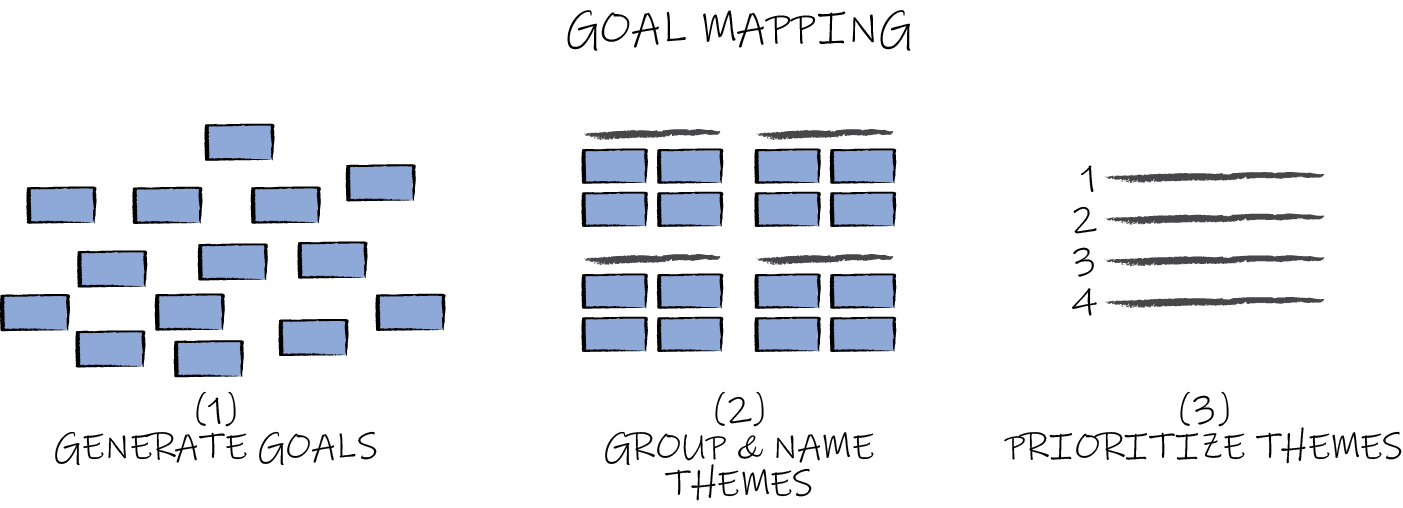 GOAL MAPPING
(1)
GENERATE GOALS
(2)
GROUP & NAME
THEMES
1
2
3
4
(3)
PRIORITIZE THEMES